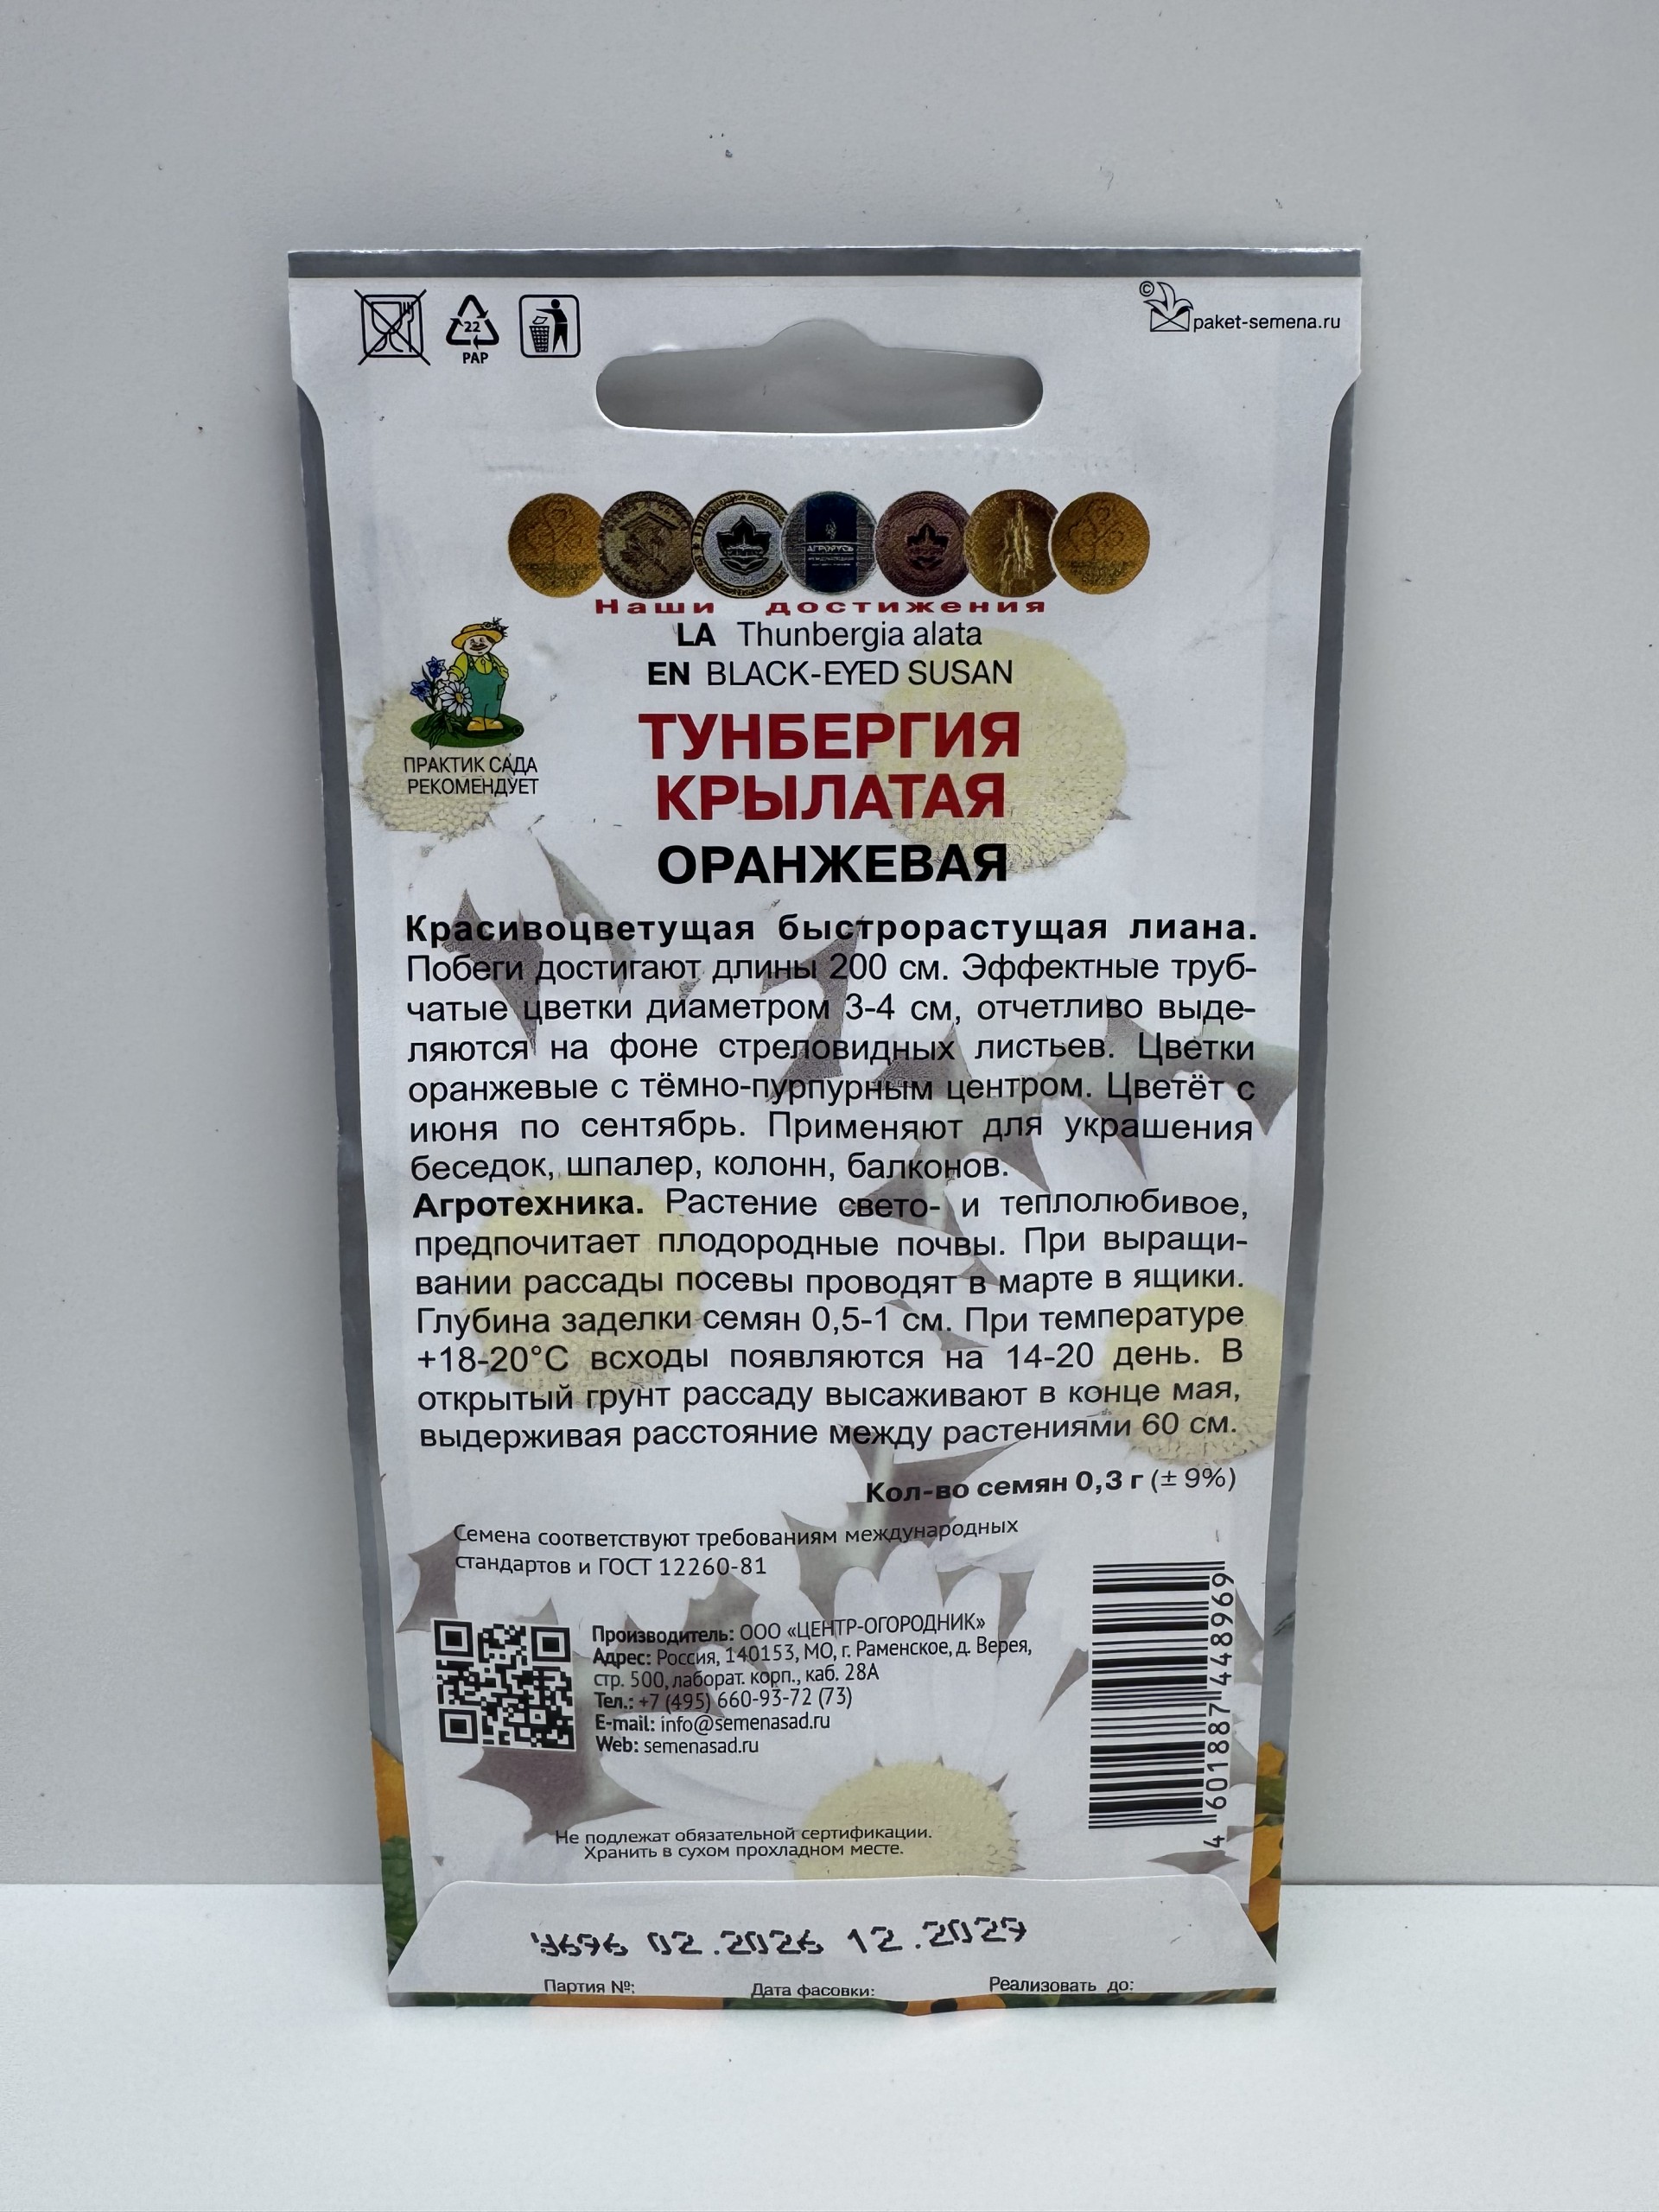 22
PAP
© paket-semena.ru
АГРОРУСЬ
Наши достижения
LA Thunbergia alata
EN BLACK-EYED SUSAN
ТУНБЕРГИЯ
КРЫЛАТАЯ
ОРАНЖЕВАЯ
ПРАКТИК САДА
РЕКОМЕНДУЕТ
Красивоцветущая быстрорастущая лиана.
Побеги достигают длины 200 см. Эффектные труб-
чатые цветки диаметром 3-4 см, отчетливо выде-
ляются на фоне стреловидных листьев. Цветки
оранжевые с тёмно-пурпурным центром. Цветёт с
июня по сентябрь. Применяют для украшения
беседок, шпалер, колонн, балконов.
Агротехника. Растение свето- и теплолюбивое,
предпочитает плодородные почвы. При выращи-
вании рассады посевы проводят в марте в ящики.
Глубина заделки семян 0,5-1 см. При температуре
+18-20°С всходы появляются на 14-20 день. В
открытый грунт рассаду высаживают в конце мая,
выдерживая расстояние между растениями 60 см.
Кол-во семян 0,3 г (± 9%)
Семена соответствуют требованиям международных
стандартов и ГОСТ 12260-81
Производитель: ООО «ЦЕНТР-ОГОРОДНИК»
Адрес: Россия, 140153, МО, г. Раменское, д. Верея,
стр. 500, лаборат. корп., каб. 28А
Тел.: +7 (495) 660-93-72 (73)
E-mail: info@semenasad.ru
Web: semenasad.ru
4 601887 448969
Не подлежат обязательной сертификации.
Хранить в сухом прохладном месте.
02.2026 12.2029
Партия №: Дата фасовки: Реализовать до: